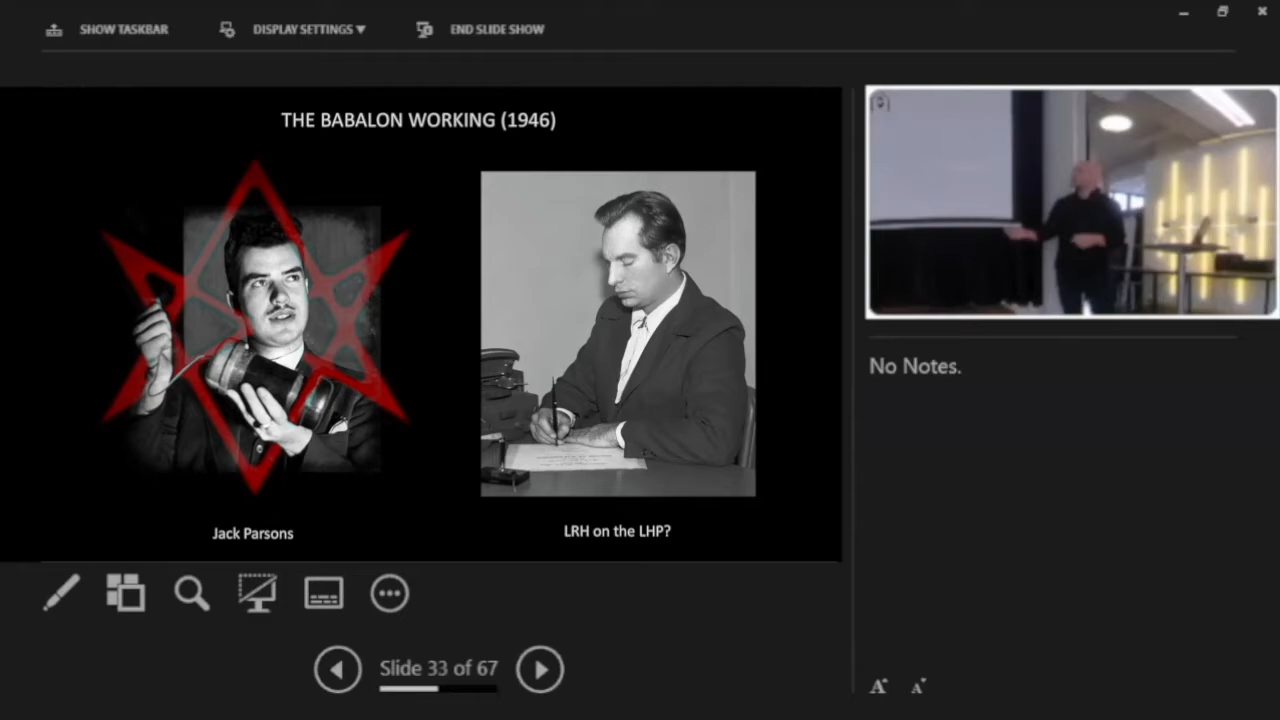 SHOW TASKBAR
DISPLAY SETTINGS ▼
END SLIDE SHOW
THE BABALON WORKING (1946)
Jack Parsons
LRH on the LHP?
No Notes.
Slide 33 of 67
A A